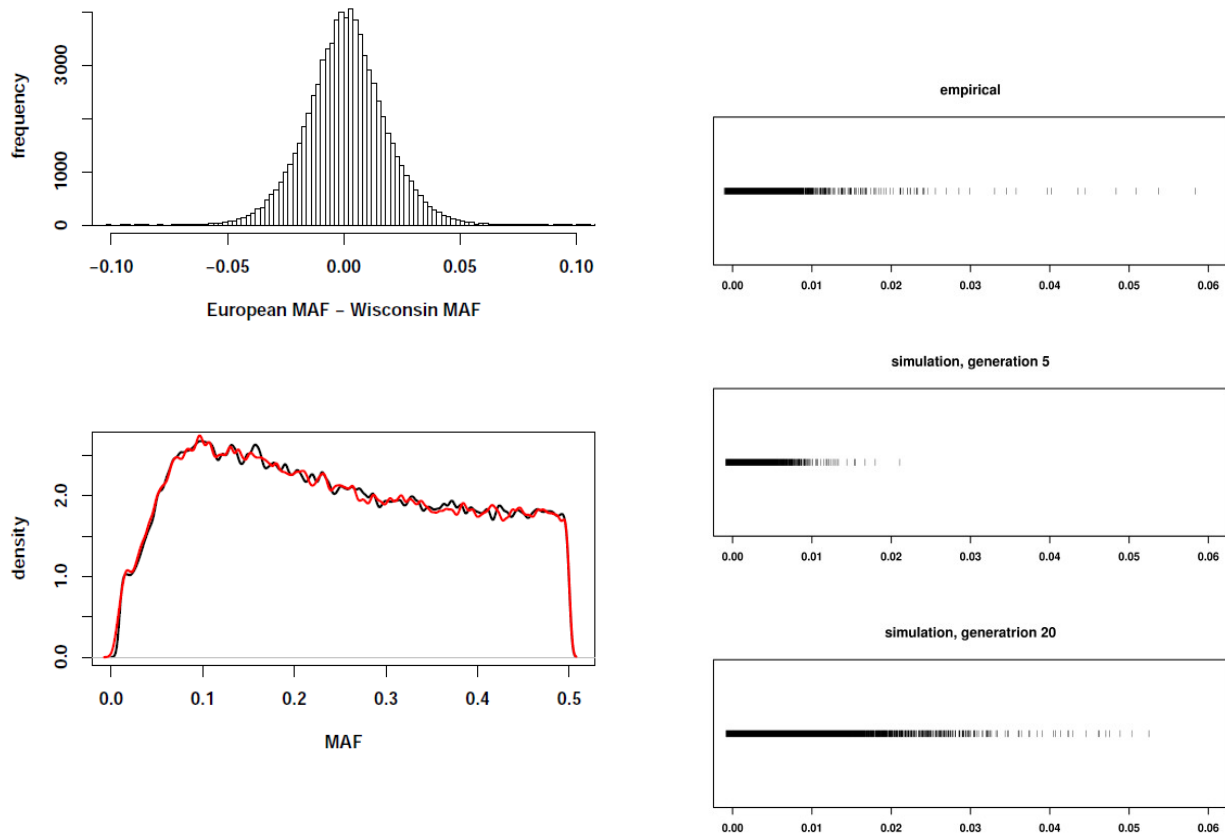 frequency
3000
1000
0
−0.10 −0.05 0.00 0.05 0.10
European MAF − Wisconsin MAF
density
2.0
1.0
0.0
0.0 0.1 0.2 0.3 0.4 0.5
MAF
empirical
0.00 0.01 0.02 0.03 0.04 0.05 0.06
simulation, generation 5
0.00 0.01 0.02 0.03 0.04 0.05 0.06
simulation, generatrion 20
0.00 0.01 0.02 0.03 0.04 0.05 0.06